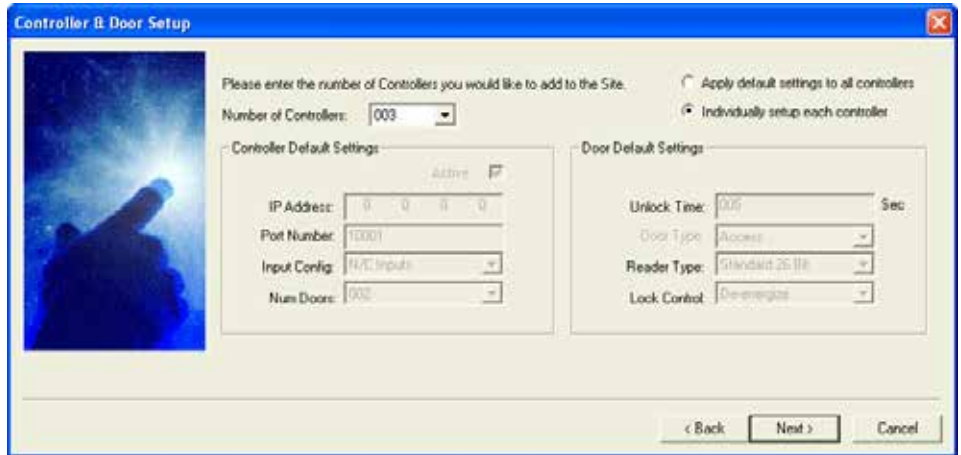 Controller & Door Setup
Please enter the number of Controllers you would like to add to the Site.
Number of Controllers: 003
Apply default settings to all controllers
Individually setup each controller
Controller Default Settings
Active
IP Address: 0 0 0 0
Port Number: 10001
Input Config: N/C Inputs
Num Doors: 002
Door Default Settings
Unlock Time: 005 Sec
Door Type: Access
Reader Type: Standard 26 Bit
Lock Control: De-energize
< Back
Next >
Cancel